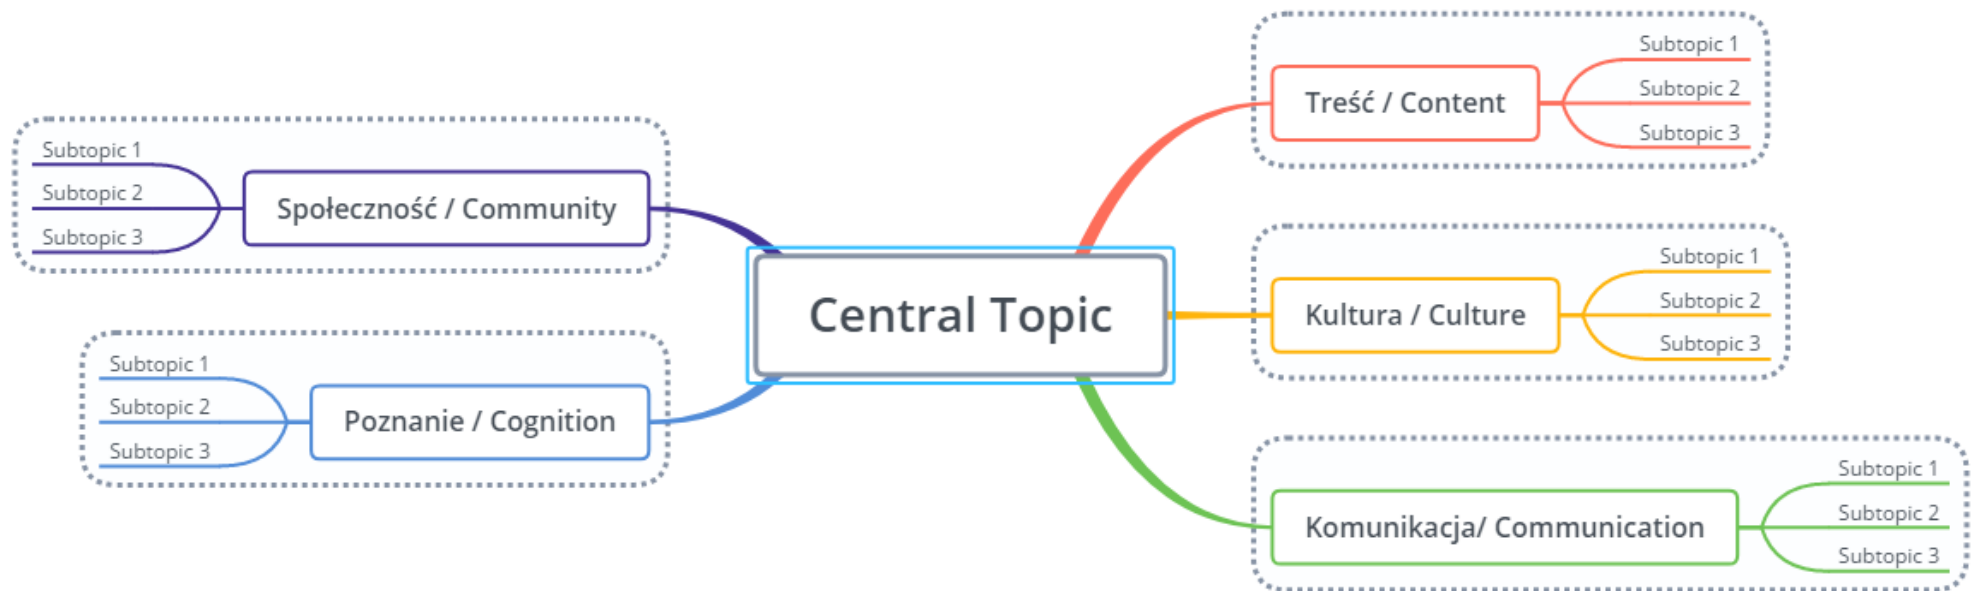 Subtopic 1
Subtopic 2
Subtopic 3
Społeczność / Community
Subtopic 1
Subtopic 2
Subtopic 3
Poznanie / Cognition
Central Topic
Treść / Content
Subtopic 1
Subtopic 2
Subtopic 3
Kultura / Culture
Subtopic 1
Subtopic 2
Subtopic 3
Komunikacja/ Communication
Subtopic 1
Subtopic 2
Subtopic 3